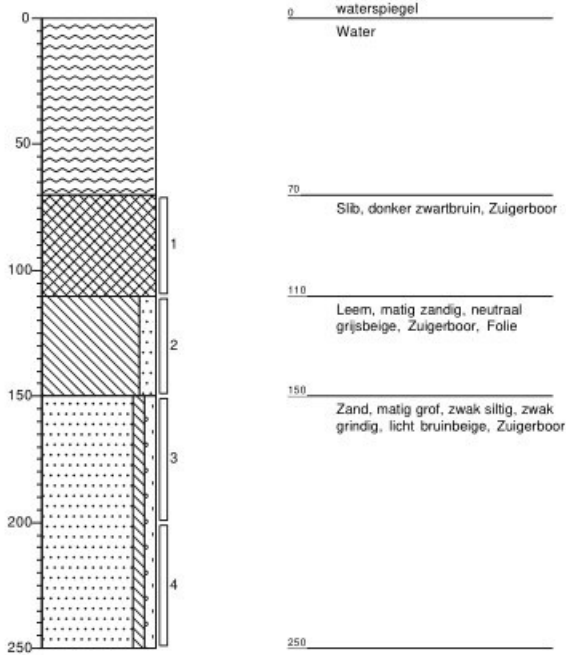 0
50
100
150
200
250
1
2
3
4
0 waterspiegel
Water
70
Slib, donker zwartbruin, Zuigerboor
110
Leem, matig zandig, neutraal
grijsbeige, Zuigerboor, Folie
150
Zand, matig grof, zwak siltig, zwak
grindig, licht bruinbeige, Zuigerboor
250